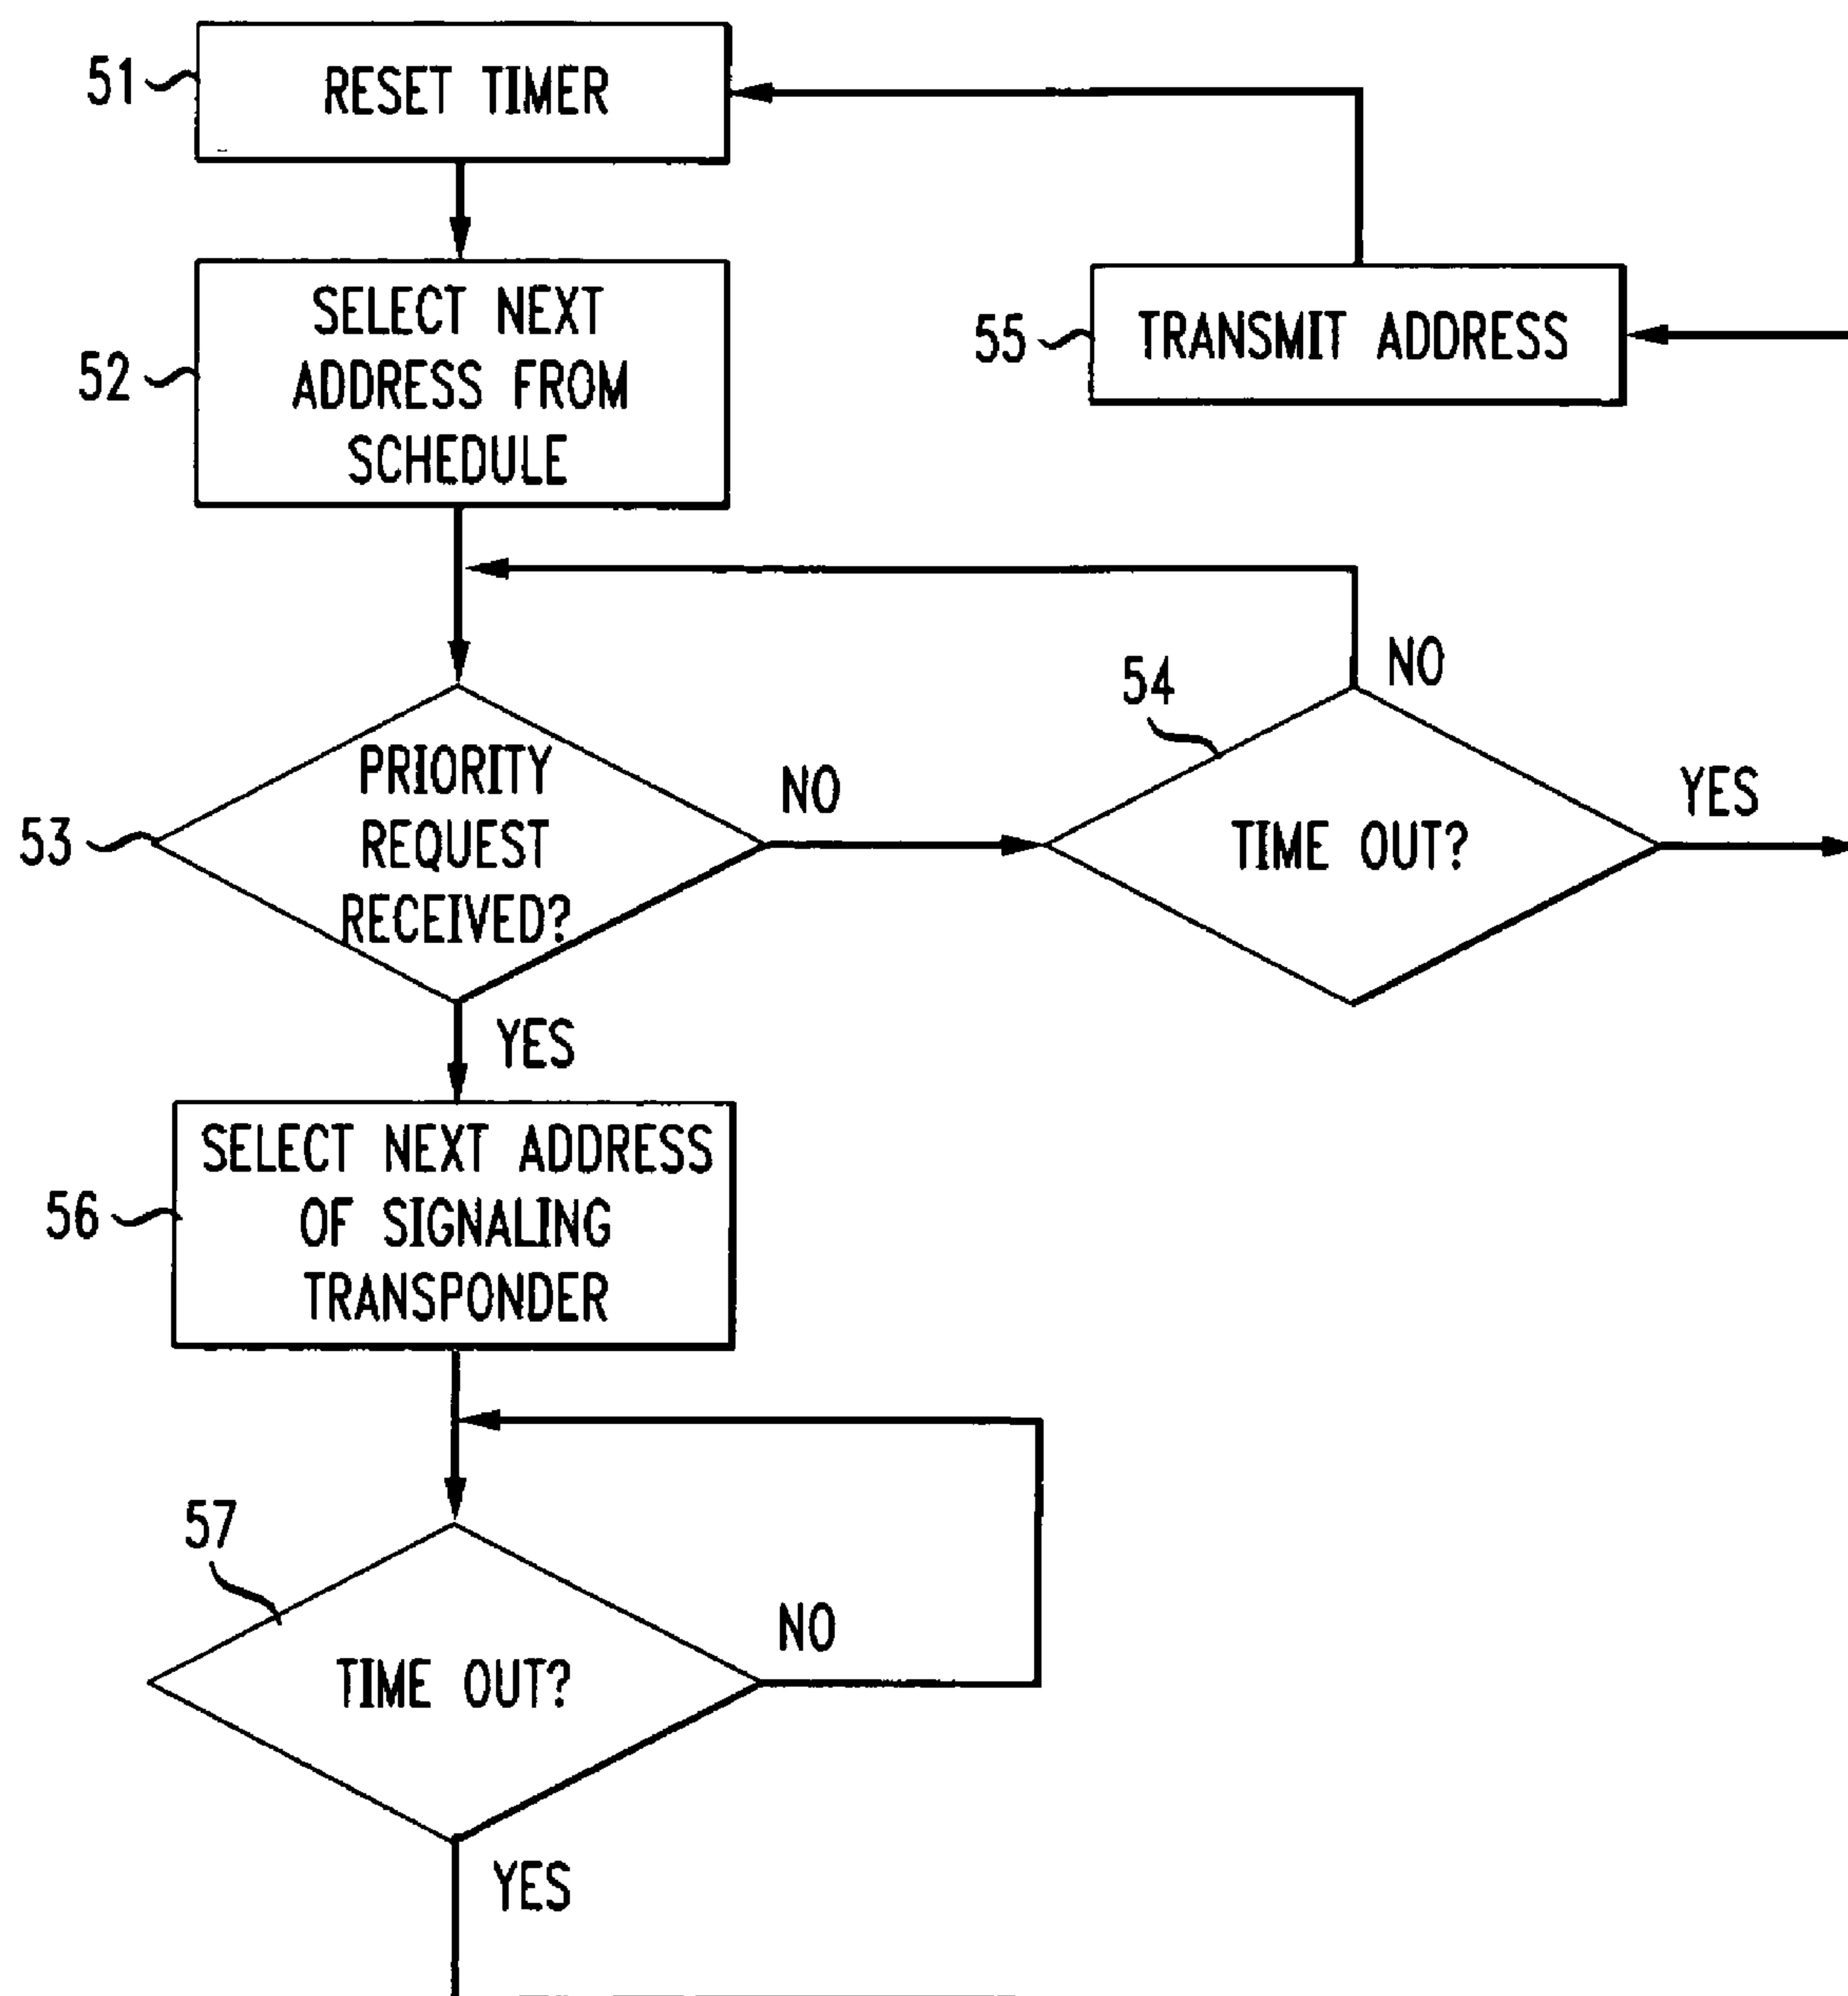 51
RESET TIMER
52
SELECT NEXT
ADDRESS FROM
SCHEDULE
55
TRANSMIT ADDRESS
53
PRIORITY
REQUEST
RECEIVED?
NO
54
TIME OUT?
NO
YES
YES
56
SELECT NEXT ADDRESS
OF SIGNALING
TRANSPONDER
57
TIME OUT?
NO
YES